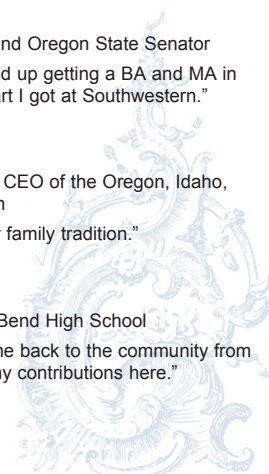 nd Oregon State Senator
d up getting a BA and MA in
rt I got at Southwestern.”
CEO of the Oregon, Idaho,
family tradition.”
Bend High School
ne back to the community from
ny contributions here.”